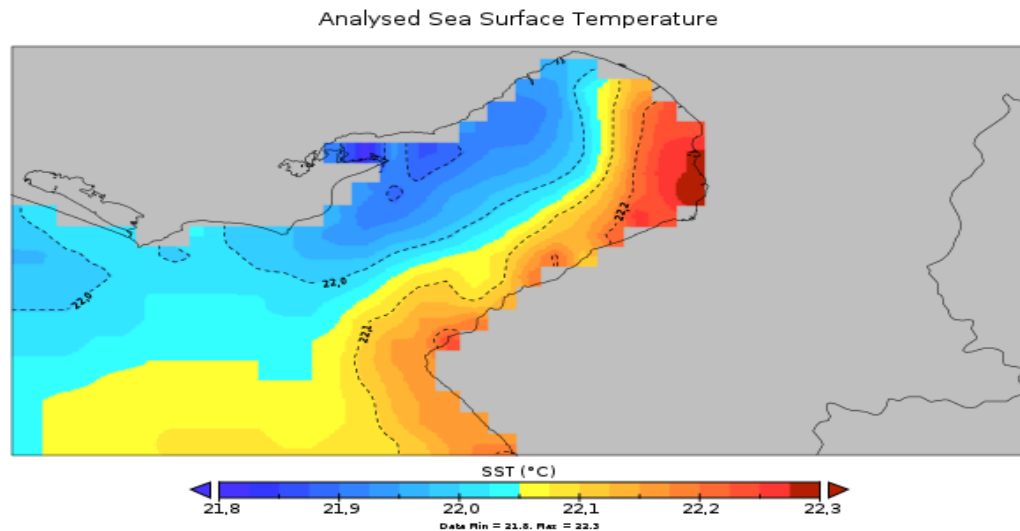 Analysed Sea Surface Temperature
22,2
22,0
22,0
22,1
SST (°C)
21,8 21,9 22,0 22,1 22,2 22,3
Data Min = 21.8, Max = 22.3